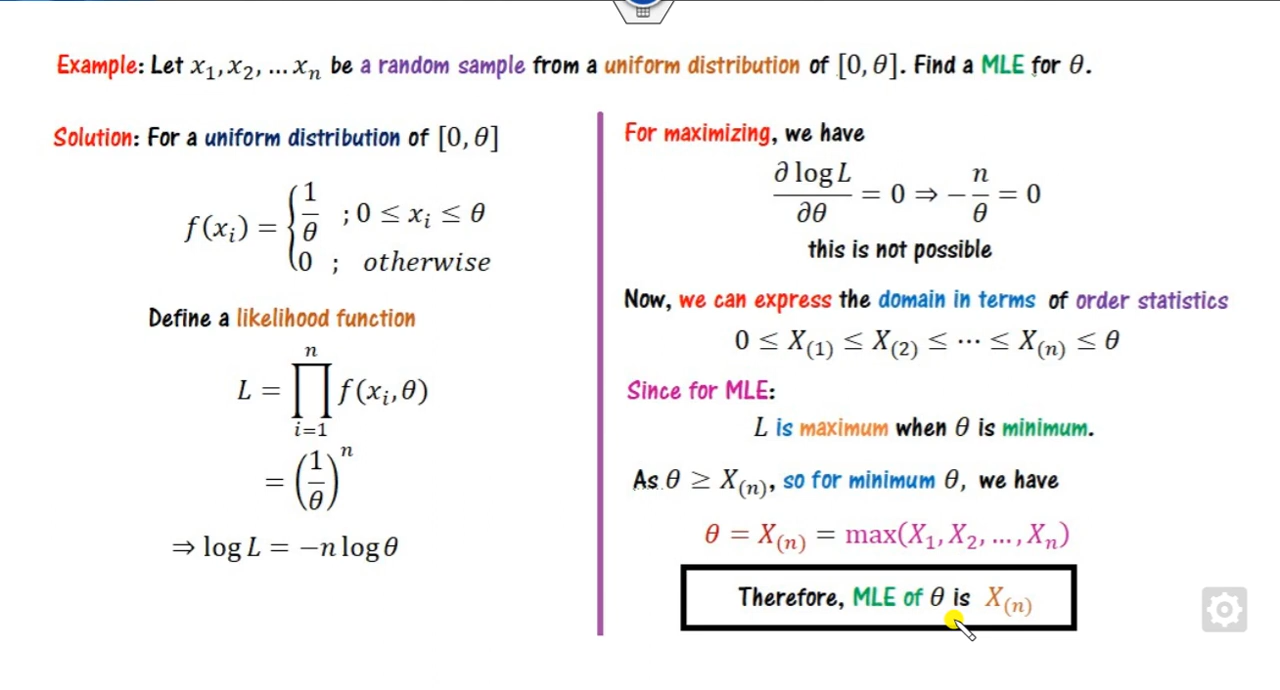 Example: Let x₁, x₂, ... xₙ be a random sample from a uniform distribution of [0, θ]. Find a MLE for θ.
Solution: For a uniform distribution of [0, θ]
f(xᵢ) = { 1/θ ; 0 ≤ xᵢ ≤ θ
0 ; otherwise
Define a likelihood function
L = ∏ᵢ₌₁ⁿ f(xᵢ, θ)
= (1/θ)ⁿ
⇒ log L = −n log θ
For maximizing, we have
∂ log L / ∂θ = 0 ⇒ − n/θ = 0
this is not possible
Now, we can express the domain in terms of order statistics
0 ≤ X₍₁₎ ≤ X₍₂₎ ≤ ⋯ ≤ X₍ₙ₎ ≤ θ
Since for MLE:
L is maximum when θ is minimum.
As θ ≥ X₍ₙ₎, so for minimum θ, we have
θ = X₍ₙ₎ = max(X₁, X₂, ... , Xₙ)
Therefore, MLE of θ is X₍ₙ₎